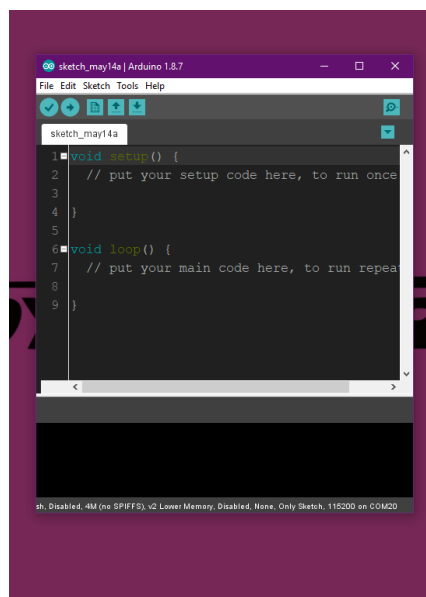 sketch_may14a | Arduino 1.8.7
File Edit Sketch Tools Help
sketch_may14a
1 void setup() {
2 // put your setup code here, to run once
3
4 }
5
6 void loop() {
7 // put your main code here, to run repea
8
9 }
sh, Disabled, 4M (no SPIFFS), v2 Lower Memory, Disabled, None, Only Sketch, 115200 on COM20